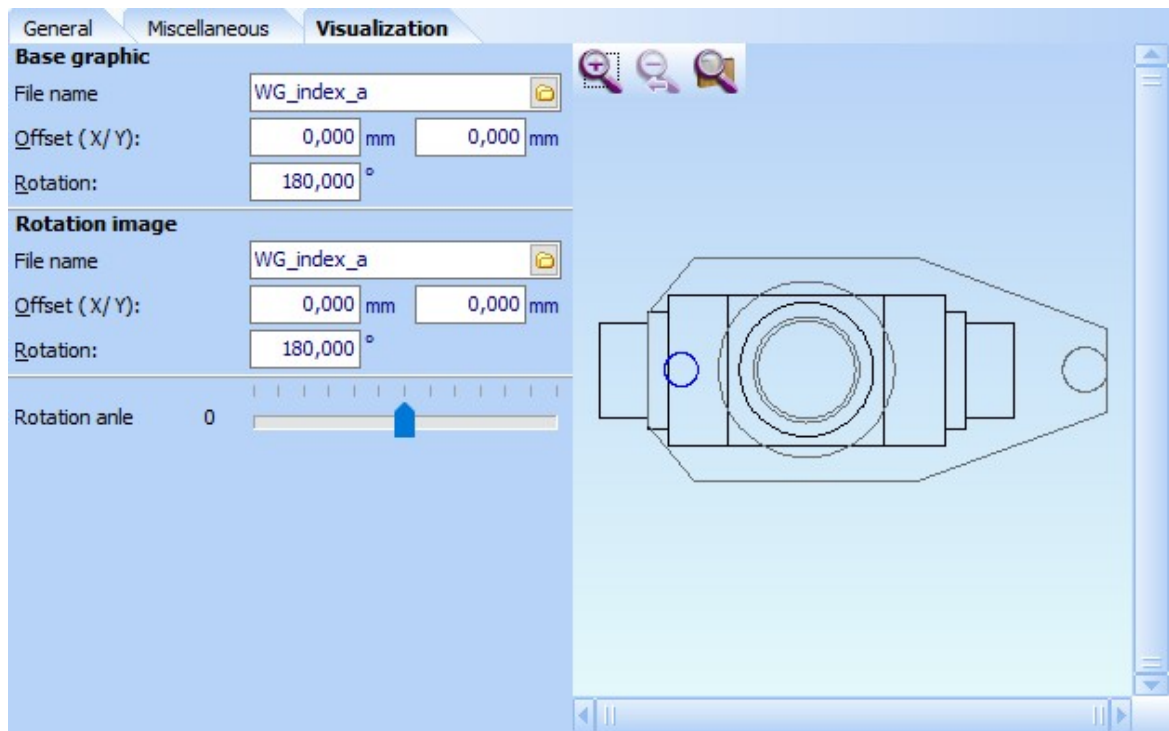 General Miscellaneous Visualization
Base graphic
File name WG_index_a
Offset ( X/ Y): 0,000 mm 0,000 mm
Rotation: 180,000 °
Rotation image
File name WG_index_a
Offset ( X/ Y): 0,000 mm 0,000 mm
Rotation: 180,000 °
Rotation anle 0